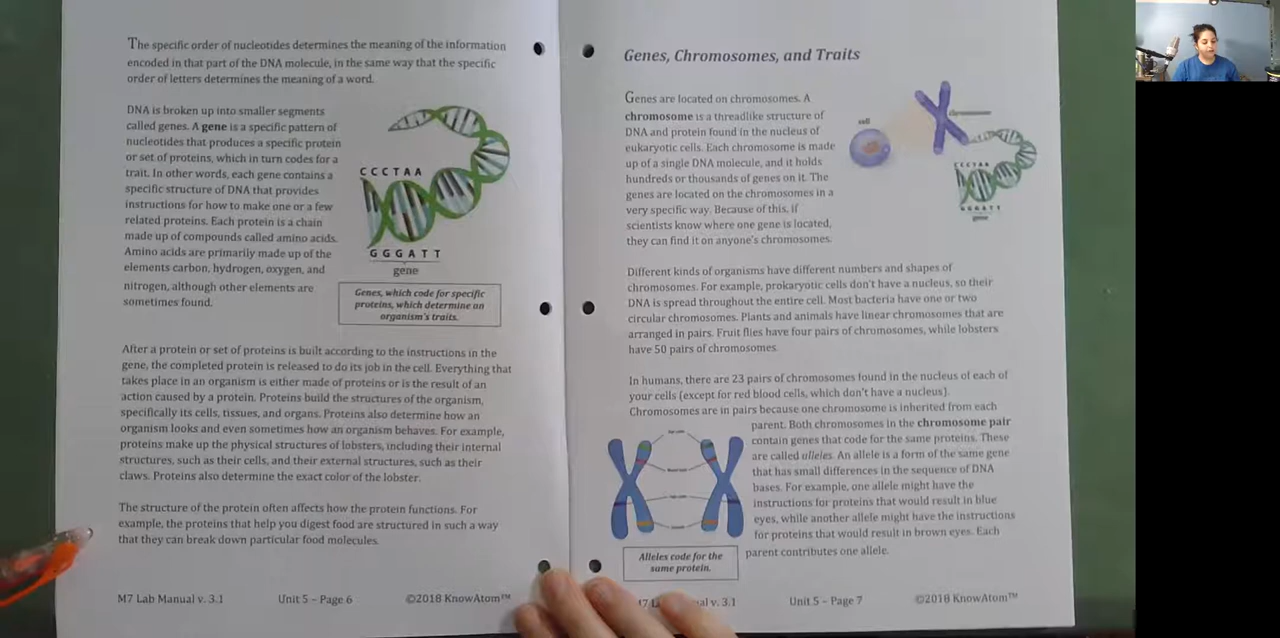 The specific order of nucleotides determines the meaning of the information
encoded in that part of the DNA molecule, in the same way that the specific
order of letters determines the meaning of a word.
DNA is broken up into smaller segments
called genes. A gene is a specific pattern of
nucleotides that produces a specific protein
or set of proteins, which in turn codes for a
trait. In other words, each gene contains a
specific structure of DNA that provides
instructions for how to make one or a few
related proteins. Each protein is a chain
made up of compounds called amino acids.
Amino acids are primarily made up of the
elements carbon, hydrogen, oxygen, and
nitrogen, although other elements are
sometimes found.
C C C T A A
G G G A T T
gene
Genes, which code for specific
proteins, which determine an
organism's traits.
After a protein or set of proteins is built according to the instructions in the
gene, the completed protein is released to do its job in the cell. Everything that
takes place in an organism is either made of proteins or is the result of an
action caused by a protein. Proteins build the structures of the organism,
specifically its cells, tissues, and organs. Proteins also determine how an
organism looks and even sometimes how an organism behaves. For example,
proteins make up the physical structures of lobsters, including their internal
structures, such as their cells, and their external structures, such as their
claws. Proteins also determine the exact color of the lobster.
The structure of the protein often affects how the protein functions. For
example, the proteins that help you digest food are structured in such a way
that they can break down particular food molecules.
M7 Lab Manual v. 3.1 Unit 5 – Page 6 ©2018 KnowAtom™
Genes, Chromosomes, and Traits
Genes are located on chromosomes. A
chromosome is a threadlike structure of
DNA and protein found in the nucleus of
eukaryotic cells. Each chromosome is made
up of a single DNA molecule, and it holds
hundreds or thousands of genes on it. The
genes are located on the chromosomes in a
very specific way. Because of this, if
scientists know where one gene is located,
they can find it on anyone's chromosomes.
cell
chromosome
C C C T A A
G G G A T T
gene
Different kinds of organisms have different numbers and shapes of
chromosomes. For example, prokaryotic cells don't have a nucleus, so their
DNA is spread throughout the entire cell. Most bacteria have one or two
circular chromosomes. Plants and animals have linear chromosomes that are
arranged in pairs. Fruit flies have four pairs of chromosomes, while lobsters
have 50 pairs of chromosomes.
In humans, there are 23 pairs of chromosomes found in the nucleus of each of
your cells (except for red blood cells, which don't have a nucleus).
Chromosomes are in pairs because one chromosome is inherited from each
parent. Both chromosomes in the chromosome pair
contain genes that code for the same proteins. These
are called alleles. An allele is a form of the same gene
that has small differences in the sequence of DNA
bases. For example, one allele might have the
instructions for proteins that would result in blue
eyes, while another allele might have the instructions
for proteins that would result in brown eyes. Each
parent contributes one allele.
Alleles code for the
same protein.
v. 3.1 Unit 5 – Page 7 ©2018 KnowAtom™